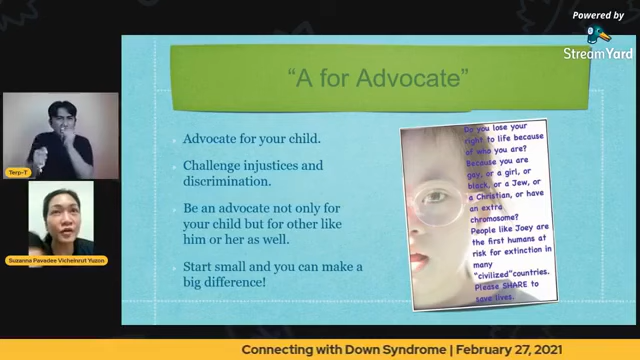 Powered by
StreamYard
"A for Advocate"
Advocate for your child.
Challenge injustices and
discrimination.
Be an advocate not only for
your child but for other like
him or her as well.
Start small and you can make a
big difference!
Do you lose your
right to life because
of who you are?
Because you are
gay, or a girl, or
black, or a Jew, or
a Christian, or have
an extra
chromosome?
People like Joey are
the first humans at
risk for extinction in
many
"civilized"countries.
Please SHARE to
save lives.
Terp-T
Suzanna Pavadee Vicheinrut Yuzon
Connecting with Down Syndrome | February 27, 2021